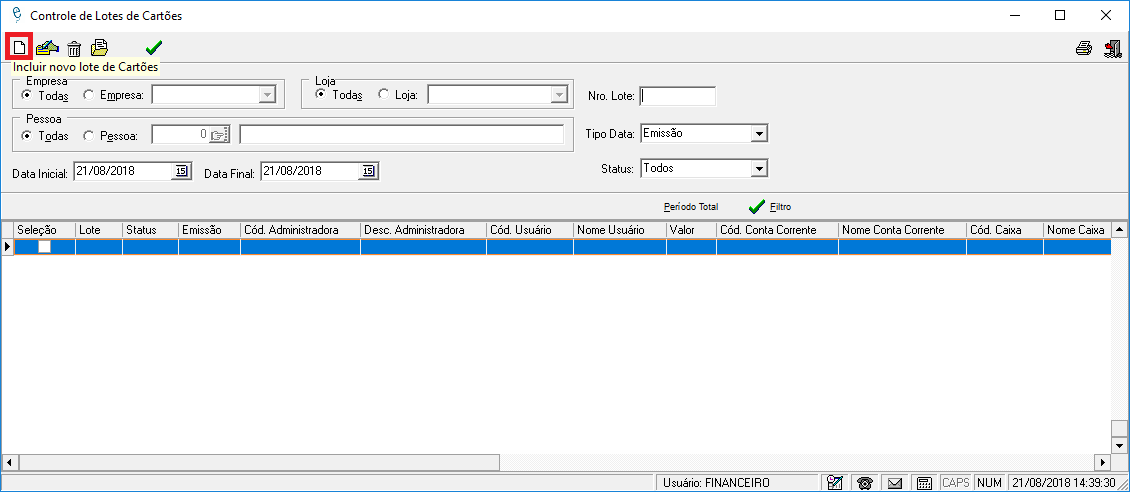 Controle de Lotes de Cartões
Incluir novo lote de Cartões
Empresa
Todas Empresa:
Loja
Todas Loja:
Nro. Lote:
Pessoa
Todas Pessoa: 0
Tipo Data: Emissão
Data Inicial: 21/08/2018 15 Data Final: 21/08/2018 15
Status: Todos
Período Total Filtro
Seleção Lote Status Emissão Cód. Administradora Desc. Administradora Cód. Usuário Nome Usuário Valor Cód. Conta Corrente Nome Conta Corrente Cód. Caixa Nome Caixa
Usuário: FINANCEIRO CAPS NUM 21/08/2018 14:39:30